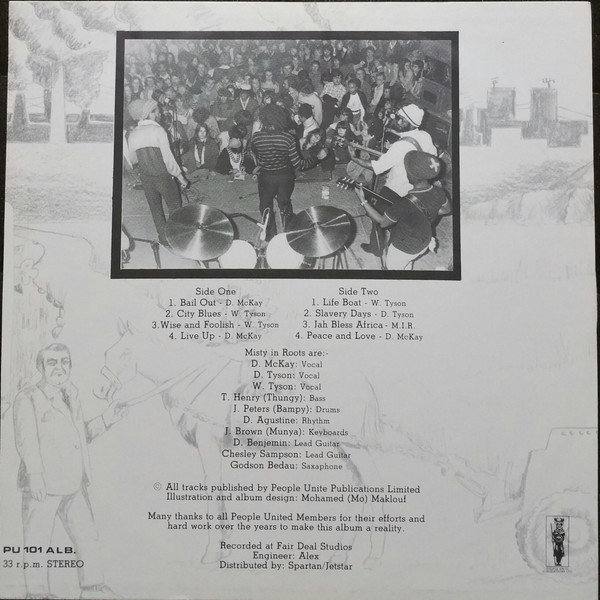 Side One
1. Bail Out - D. McKay
2. City Blues - W. Tyson
3.Wise and Foolish - W. Tyson
4. Live Up - D. McKay
Side Two
1. Life Boat - W. Tyson
2. Slavery Days - D. Tyson
3. Jah Bless Africa - M.I.R.
4. Peace and Love - D. McKay
Misty in Roots are:-
D. McKay: Vocal
D. Tyson: Vocal
W. Tyson: Vocal
T. Henry (Thungy): Bass
J. Peters (Bampy): Drums
D. Agustine: Rhythm
J. Brown (Munya): Keyboards
D. Benjemin: Lead Guitar
Chesley Sampson: Lead Guitar
Godson Bedau: Saxaphone
© All tracks published by People Unite Publications Limited
Illustration and album design: Mohamed (Mo) Maklouf
Many thanks to all People United Members for their efforts and
hard work over the years to make this album a reality.
Recorded at Fair Deal Studios
Engineer: Alex
Distributed by: Spartan/Jetstar
PU 101 ALB.
33 r.p.m. STEREO